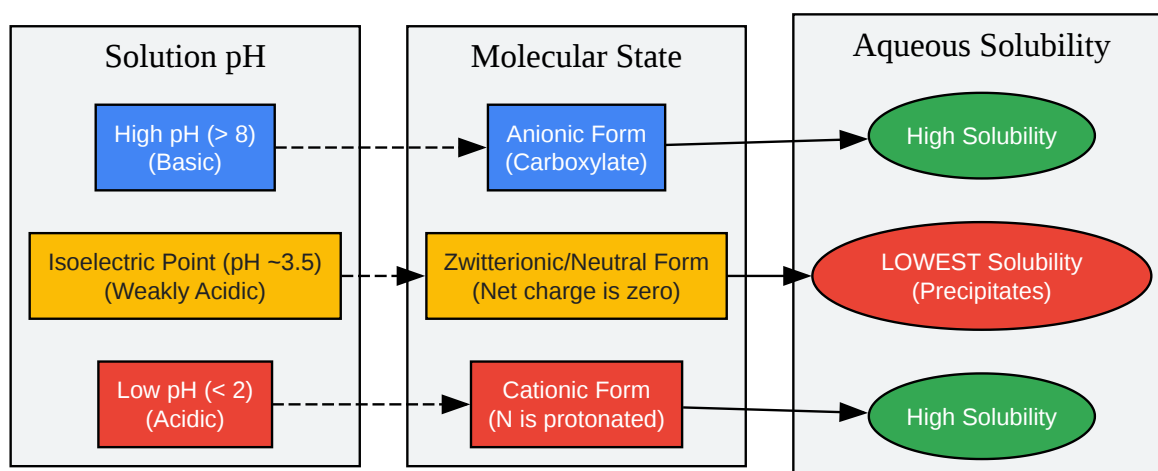 Solution pH
High pH (> 8)
(Basic)
Isoelectric Point (pH ~3.5)
(Weakly Acidic)
Low pH (< 2)
(Acidic)
Molecular State
Anionic Form
(Carboxylate)
Zwitterionic/Neutral Form
(Net charge is zero)
Cationic Form
(N is protonated)
Aqueous Solubility
High Solubility
LOWEST Solubility
(Precipitates)
High Solubility